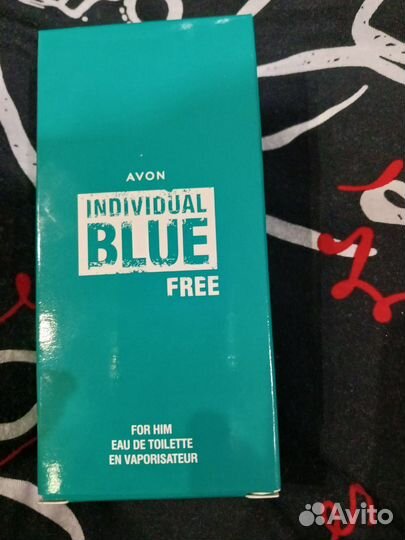 AVON
INDIVIDUAL
BLUE
FREE
FOR HIM
EAU DE TOILETTE
EN VAPORISATEUR
Avito